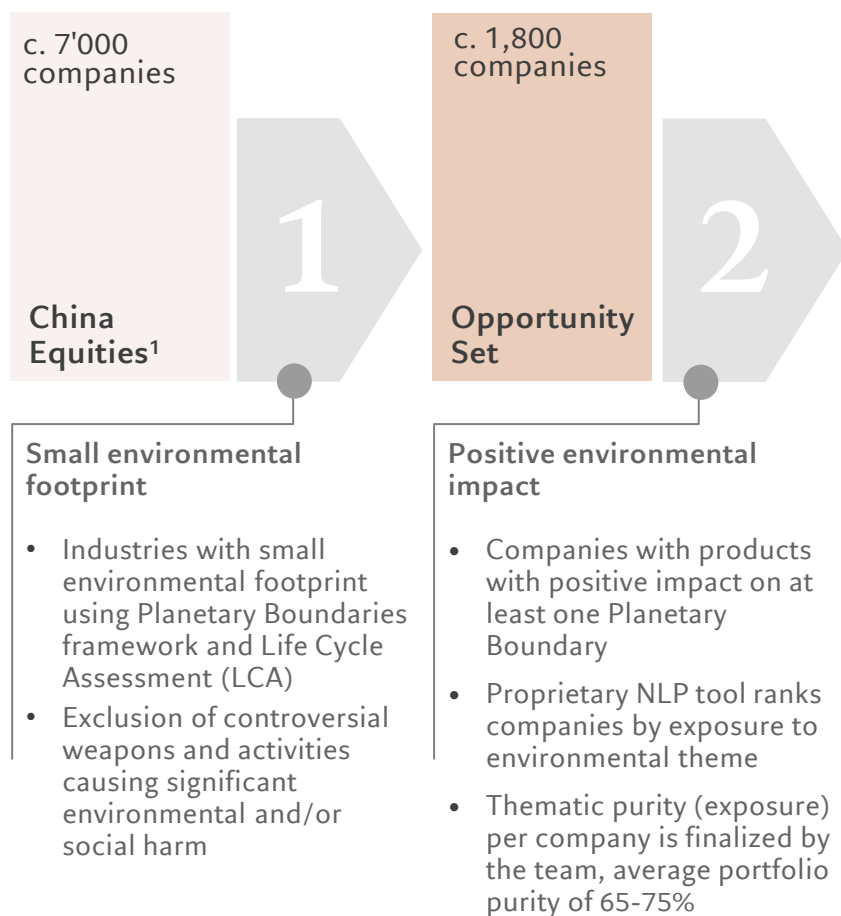 c. 7'000
companies
1
China
Equities¹
c. 1,800
companies
2
Opportunity
Set
Small environmental
footprint
• Industries with small
environmental footprint
using Planetary Boundaries
framework and Life Cycle
Assessment (LCA)
• Exclusion of controversial
weapons and activities
causing significant
environmental and/or
social harm
Positive environmental
impact
• Companies with products
with positive impact on at
least one Planetary
Boundary
• Proprietary NLP tool ranks
companies by exposure to
environmental theme
• Thematic purity (exposure)
per company is finalized by
the team, average portfolio
purity of 65-75%